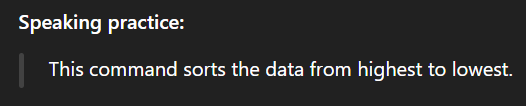 Speaking practice:
This command sorts the data from highest to lowest.